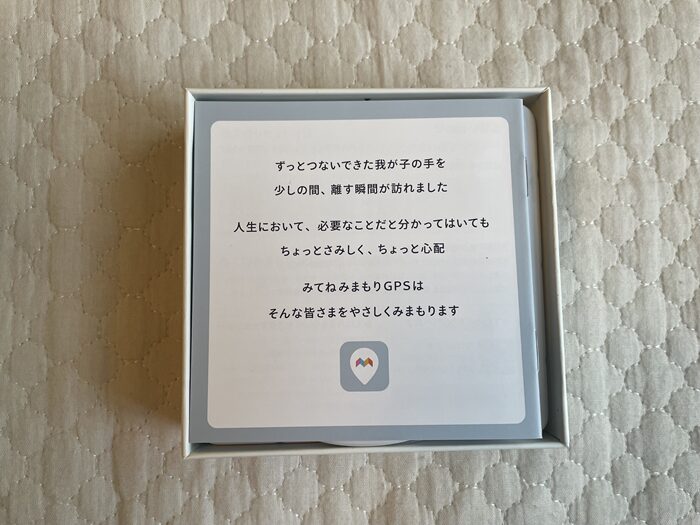 ずっとつないできた我が子の手を
少しの間、離す瞬間が訪れました
人生において、必要なことだと分かってはいても
ちょっとさみしく、ちょっと心配
みてねみまもりGPSは
そんな皆さまをやさしくみまもります